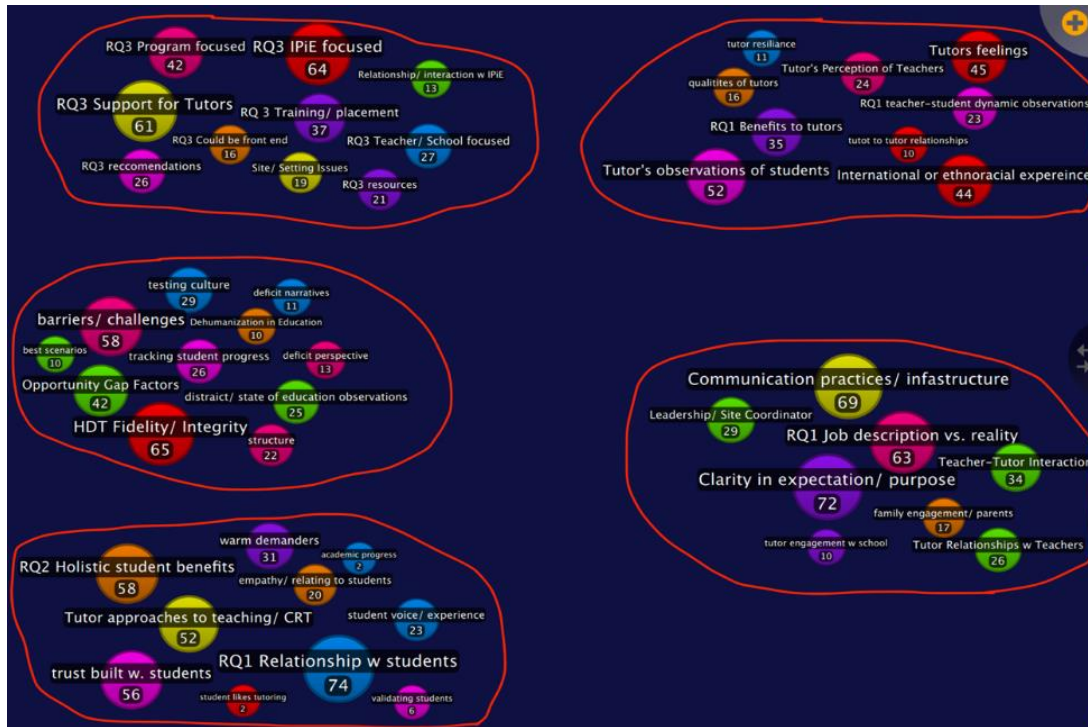 RQ3 Program focused
42
RQ3 IPiE focused
64
Relationship/ interaction w IPiE
13
RQ3 Support for Tutors
61
RQ 3 Training/ placement
37
RQ3 Could be front end
16
RQ3 Teacher/ School focused
27
RQ3 reccomendations
26
Site/ Setting Issues
19
RQ3 resources
21
tutor resiliance
11
Tutors feelings
45
Tutor's Perception of Teachers
24
qualitites of tutors
16
RQ1 teacher-student dynamic observations
23
RQ1 Benefits to tutors
35
tutot to tutor relationships
10
Tutor's observations of students
52
International or ethnoracial expereince
44
testing culture
29
deficit narratives
11
barriers/ challenges
58
Dehumanization in Education
10
best scenarios
10
tracking student progress
26
deficit perspective
13
Opportunity Gap Factors
42
distraict/ state of education observations
25
HDT Fidelity/ Integrity
65
structure
22
Communication practices/ infastructure
69
Leadership/ Site Coordinator
29
RQ1 Job description vs. reality
63
Teacher-Tutor Interaction
34
Clarity in expectation/ purpose
72
family engagement/ parents
17
tutor engagement w school
10
Tutor Relationships w Teachers
26
warm demanders
31
academic progress
2
RQ2 Holistic student benefits
58
empathy/ relating to students
20
Tutor approaches to teaching/ CRT
52
student voice/ experience
23
RQ1 Relationship w students
74
trust built w. students
56
student likes tutoring
2
validating students
6